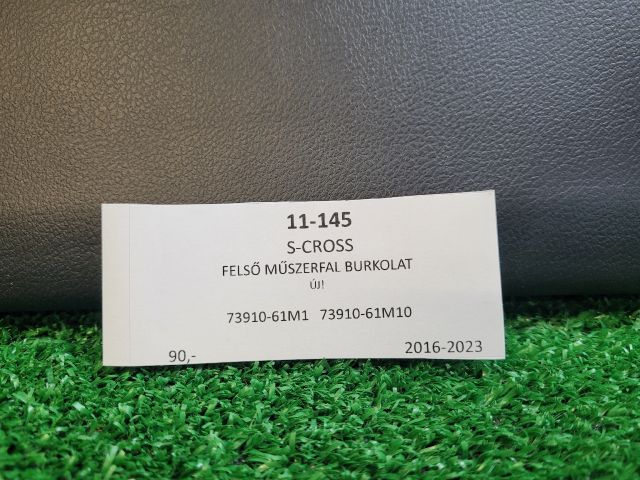 11-145
S-CROSS
FELSŐ MŰSZERFAL BURKOLAT
ÚJ!
73910-61M1 73910-61M10
90,- 2016-2023